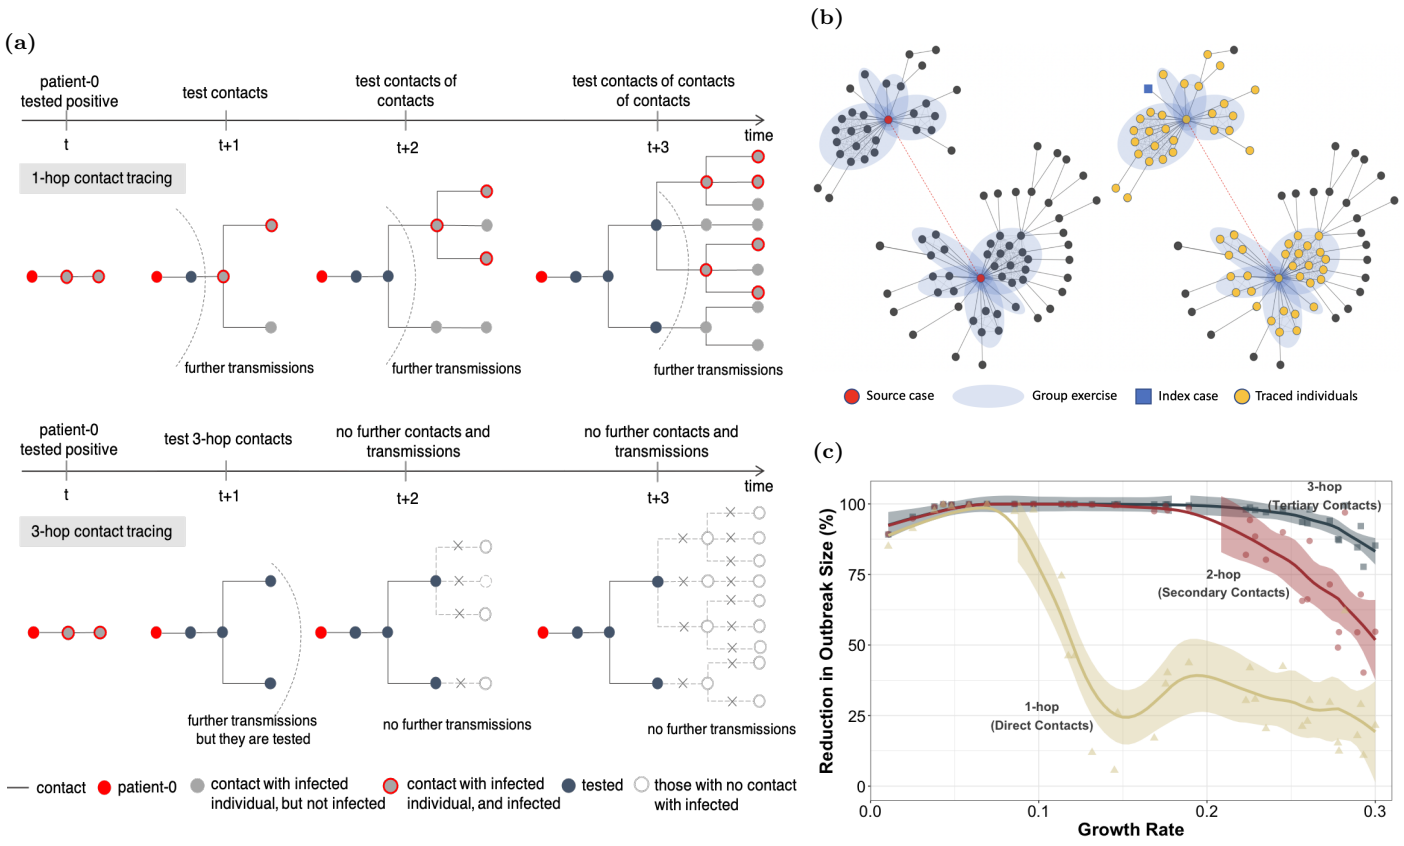 (a)
patient-0
tested positive
test contacts
test contacts of
contacts
test contacts of contacts
of contacts
time
t
t+1
t+2
t+3
1-hop contact tracing
further transmissions
further transmissions
further transmissions
patient-0
tested positive
test 3-hop contacts
no further contacts and
transmissions
no further contacts and
transmissions
time
t
t+1
t+2
t+3
3-hop contact tracing
further transmissions
but they are tested
no further transmissions
no further transmissions
contact
patient-0
contact with infected
individual, but not infected
contact with infected
individual, and infected
tested
those with no contact
with infected
(b)
Source case
Group exercise
Index case
Traced individuals
(c)
3-hop
(Tertiary Contacts)
2-hop
(Secondary Contacts)
1-hop
(Direct Contacts)
Reduction in Outbreak Size (%)
100
75
50
25
0
0.0
0.1
0.2
0.3
Growth Rate